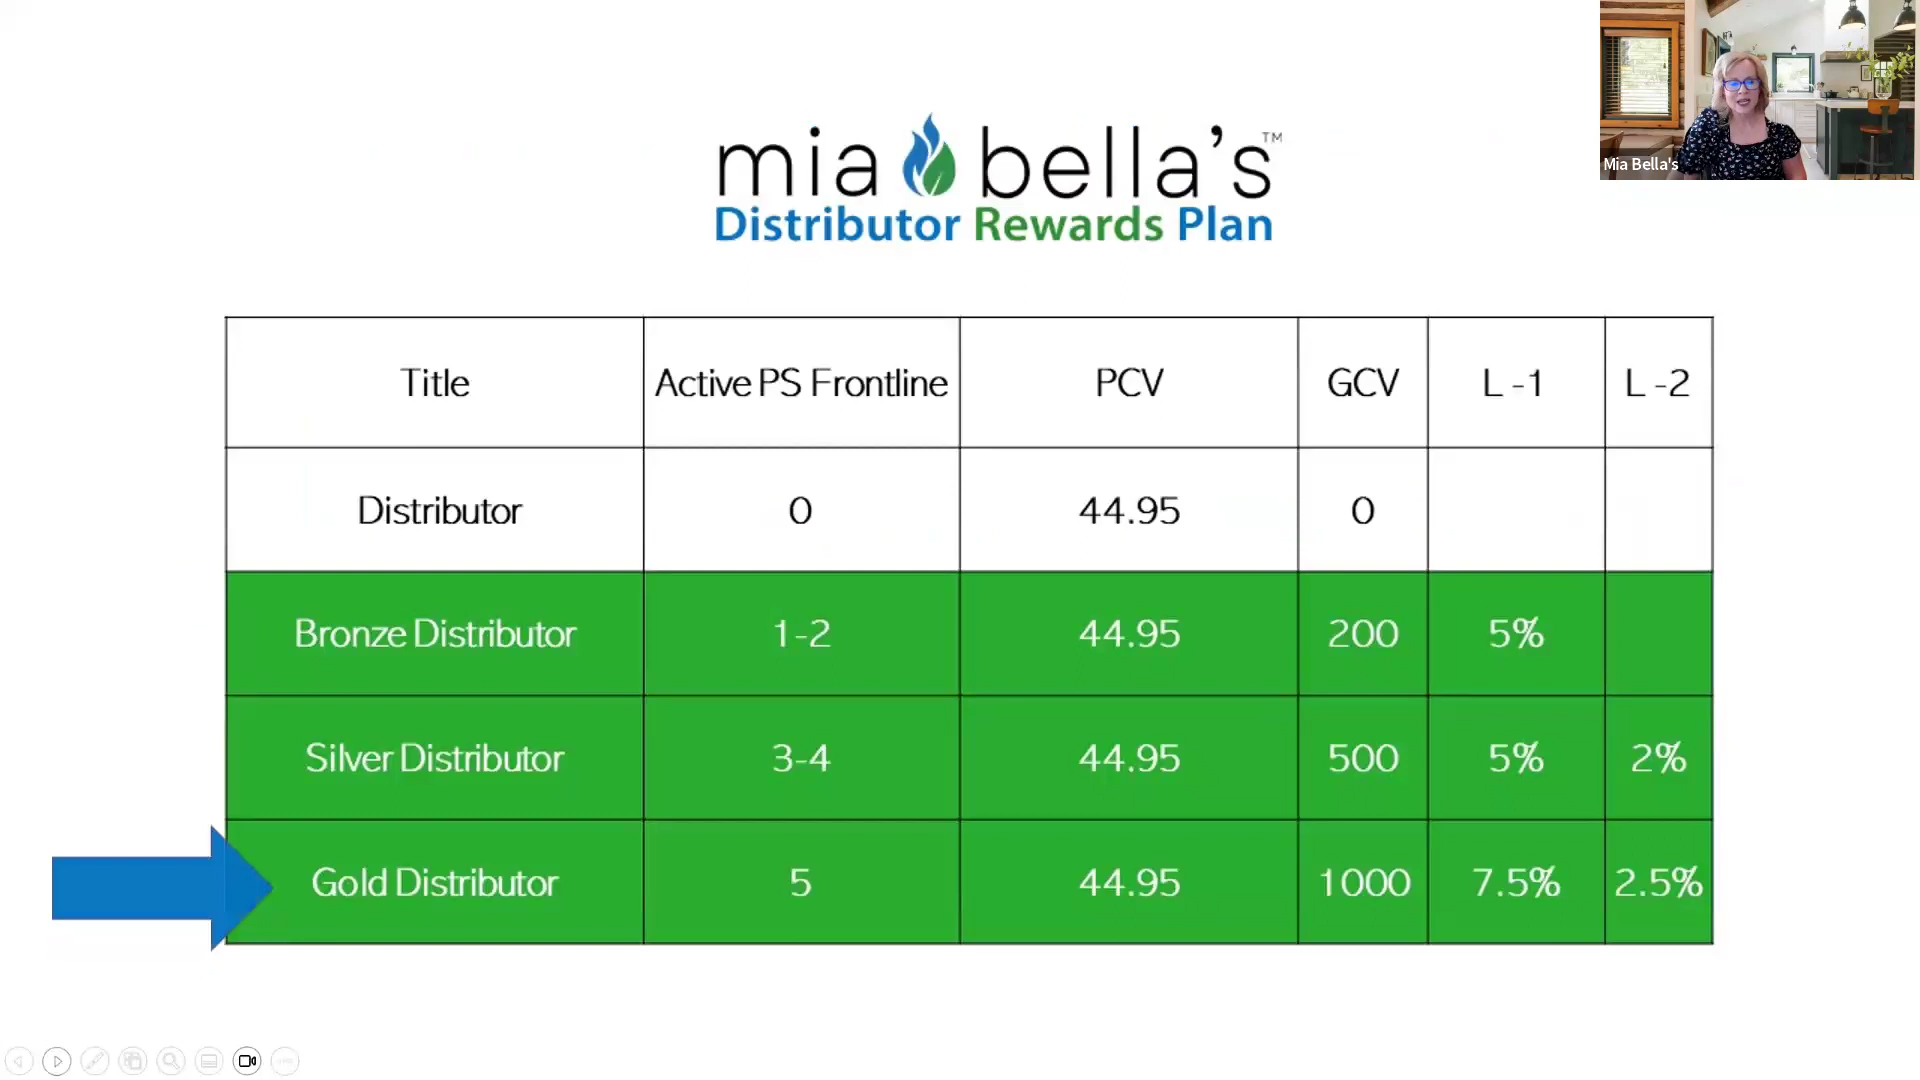 mia bella's™
Distributor Rewards Plan
Mia Bella's
Title Active PS Frontline PCV GCV L -1 L -2
Distributor 0 44.95 0
Bronze Distributor 1-2 44.95 200 5%
Silver Distributor 3-4 44.95 500 5% 2%
Gold Distributor 5 44.95 1000 7.5% 2.5%